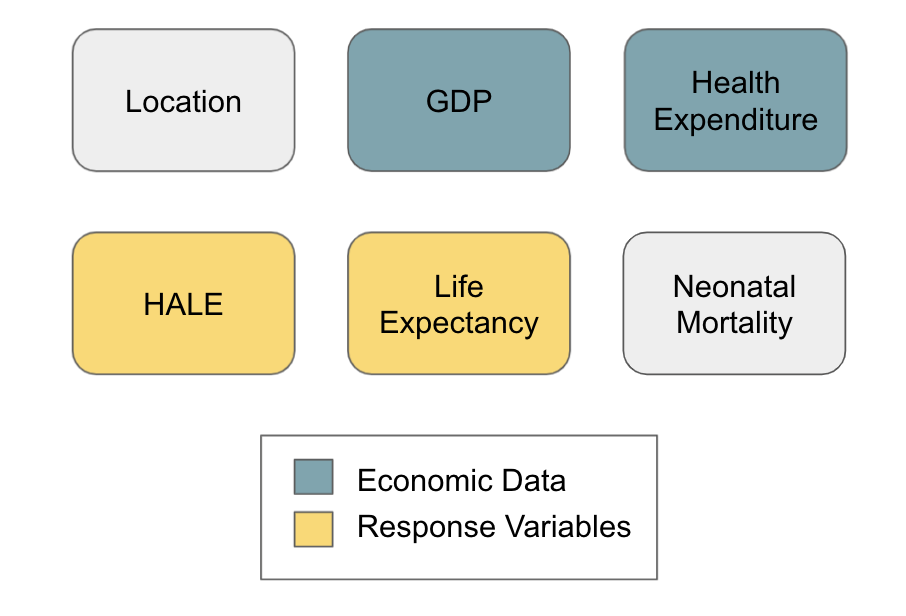 Location
GDP
Health
Expenditure
HALE
Life
Expectancy
Neonatal
Mortality
Economic Data
Response Variables